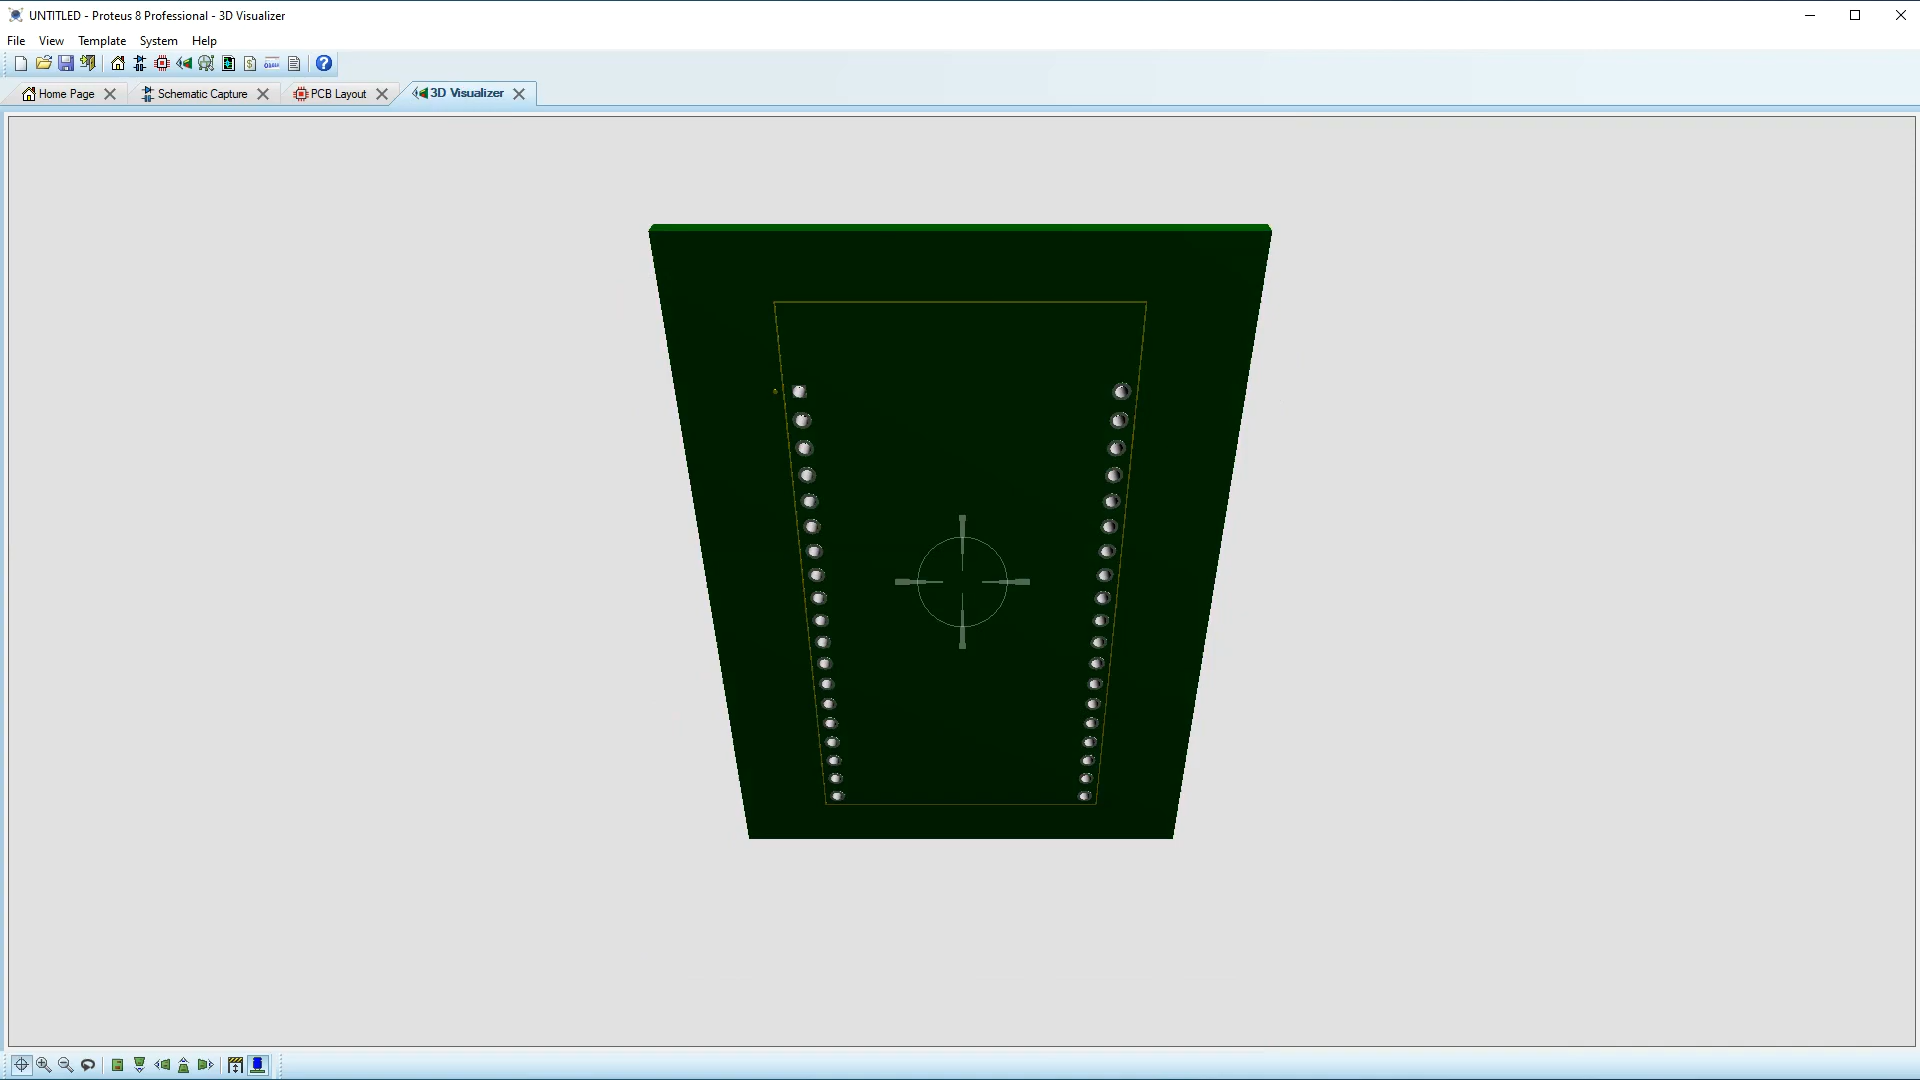 UNTITLED - Proteus 8 Professional - 3D Visualizer
File View Template System Help
Home Page Schematic Capture PCB Layout 3D Visualizer